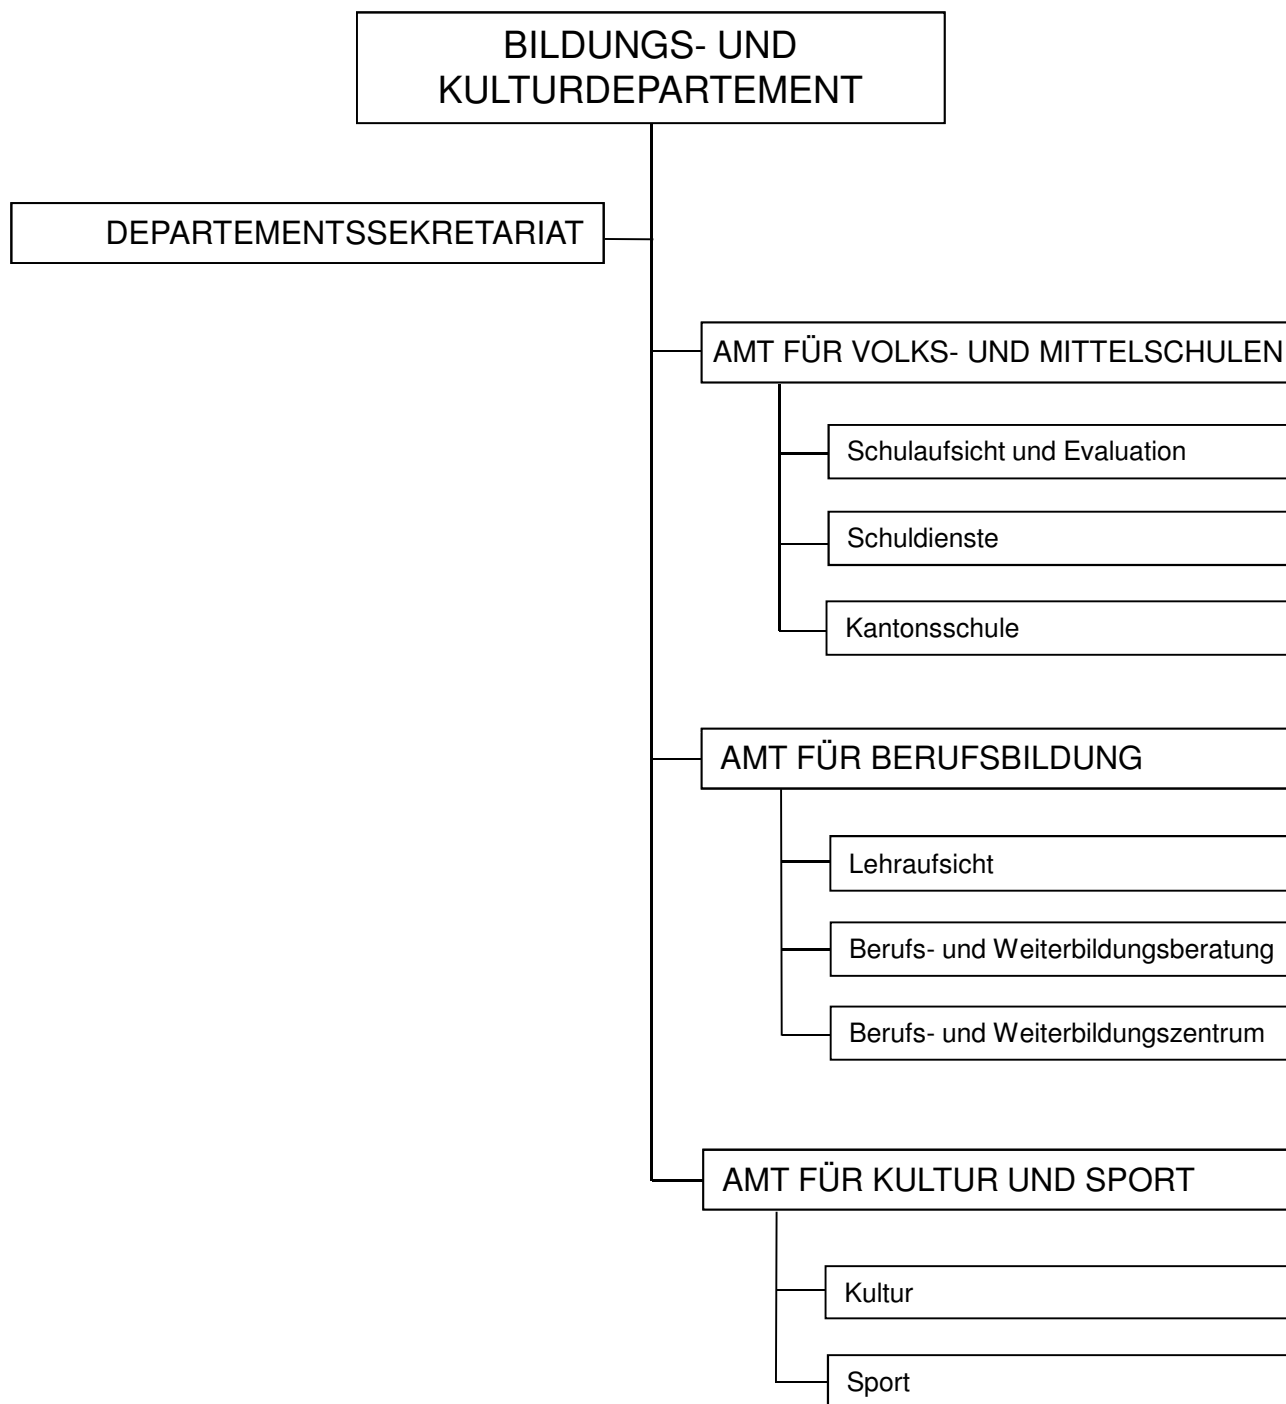 BILDUNGS- UND
KULTURDEPARTEMENT
DEPARTEMENTSSEKRETARIAT
AMT FÜR VOLKS- UND MITTELSCHULEN
Schulaufsicht und Evaluation
Schuldienste
Kantonsschule
AMT FÜR BERUFSBILDUNG
Lehraufsicht
Berufs- und Weiterbildungsberatung
Berufs- und Weiterbildungszentrum
AMT FÜR KULTUR UND SPORT
Kultur
Sport